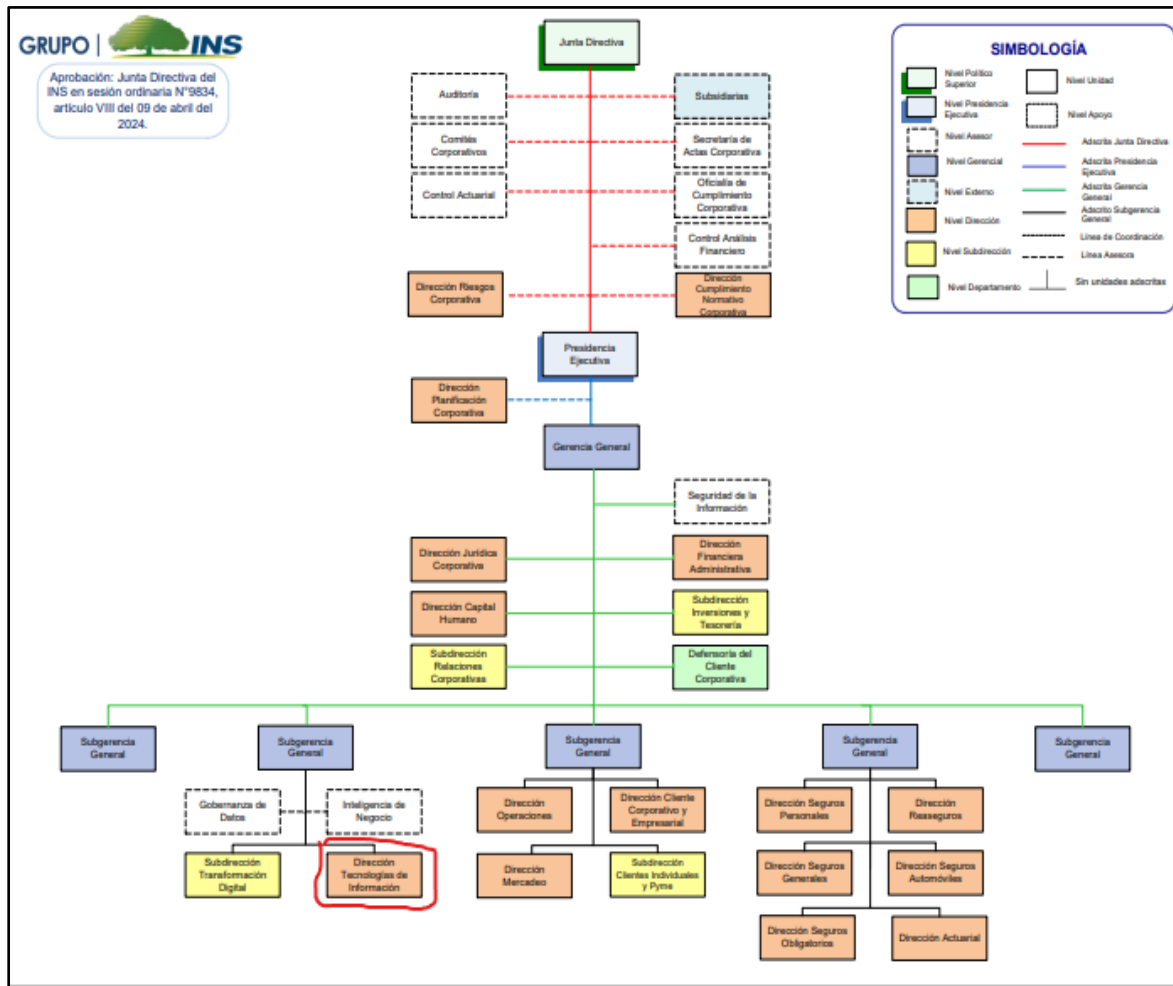 GRUPO | INS
Aprobación: Junta Directiva del
INS en sesión ordinaria N°9834,
artículo VIII del 09 de abril del
2024.
Junta Directiva
Auditoría
Subsidiarias
Comités
Corporativos
Secretaría de
Actas Corporativa
Control Actuarial
Oficialía de
Cumplimiento
Corporativa
Control Análisis
Financiero
Dirección Riesgos
Corporativa
Dirección
Cumplimiento
Normativo
Corporativa
Presidencia
Ejecutiva
Dirección
Planificación
Corporativa
Gerencia General
Seguridad de la
Información
Dirección Jurídica
Corporativa
Dirección
Financiera
Administrativa
Dirección Capital
Humano
Subdirección
Inversiones y
Tesorería
Subdirección
Relaciones
Corporativas
Defensoría del
Cliente
Corporativa
Subgerencia
General
Subgerencia
General
Subgerencia
General
Subgerencia
General
Subgerencia
General
Gobernanza de
Datos
Inteligencia de
Negocio
Subdirección
Transformación
Digital
Dirección
Tecnologías de
Información
Dirección
Operaciones
Dirección Cliente
Corporativo y
Empresarial
Dirección
Mercadeo
Subdirección
Clientes Individuales
y Pyme
Dirección Seguros
Personales
Dirección
Reaseguros
Dirección Seguros
Generales
Dirección Seguros
Automóviles
Dirección Seguros
Obligatorios
Dirección Actuarial
SIMBOLOGÍA
Nivel Político
Superior
Nivel Presidencia
Ejecutiva
Nivel Asesor
Nivel Gerencial
Nivel Externo
Nivel Dirección
Nivel Subdirección
Nivel Departamento
Nivel Unidad
Nivel Apoyo
Adscrita Junta Directiva
Adscrita Presidencia
Ejecutiva
Adscrita Gerencia
General
Adscrito Subgerencia
General
Línea de Coordinación
Línea Asesora
Sin unidades adscritas